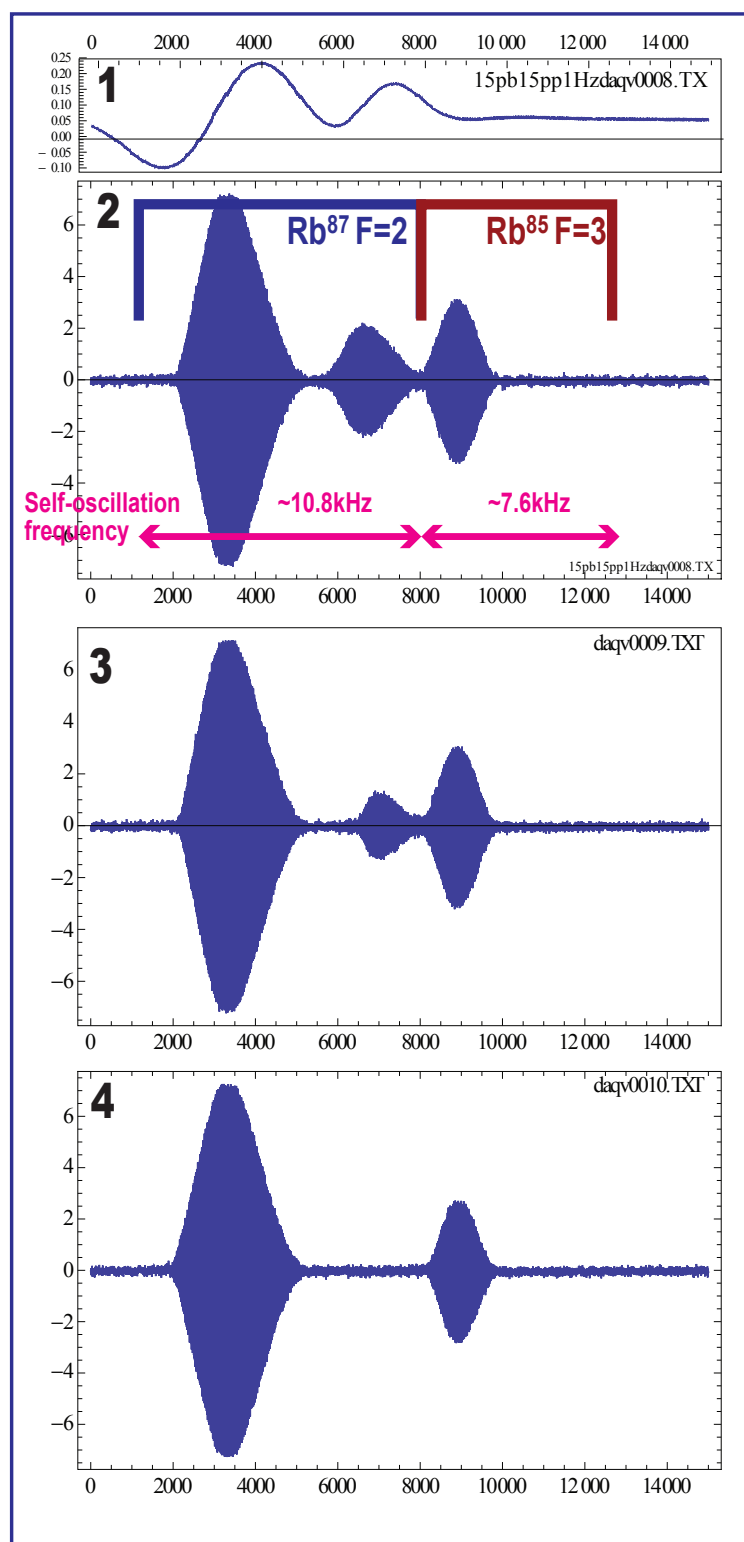 0 2000 4000 6000 8000 10 000 12 000 14 000
1
15pb15pp1Hzdaqv0008.TX
0.25
0.20
0.15
0.10
0.05
0.00
− 0.05
− 0.10
2
Rb87 F=2
Rb85 F=3
6
4
2
0
−2
−4
−6
Self-oscillation
frequency
~10.8kHz
~7.6kHz
15pb15pp1Hzdaqv0008.TX
0 2000 4000 6000 8000 10000 12000 14000
3
daqv0009.TXT
6
4
2
0
−2
−4
−6
0 2000 4000 6000 8000 10000 12000 14000
4
daqv0010.TXT
6
4
2
0
−2
−4
−6
0 2000 4000 6000 8000 10000 12000 14000